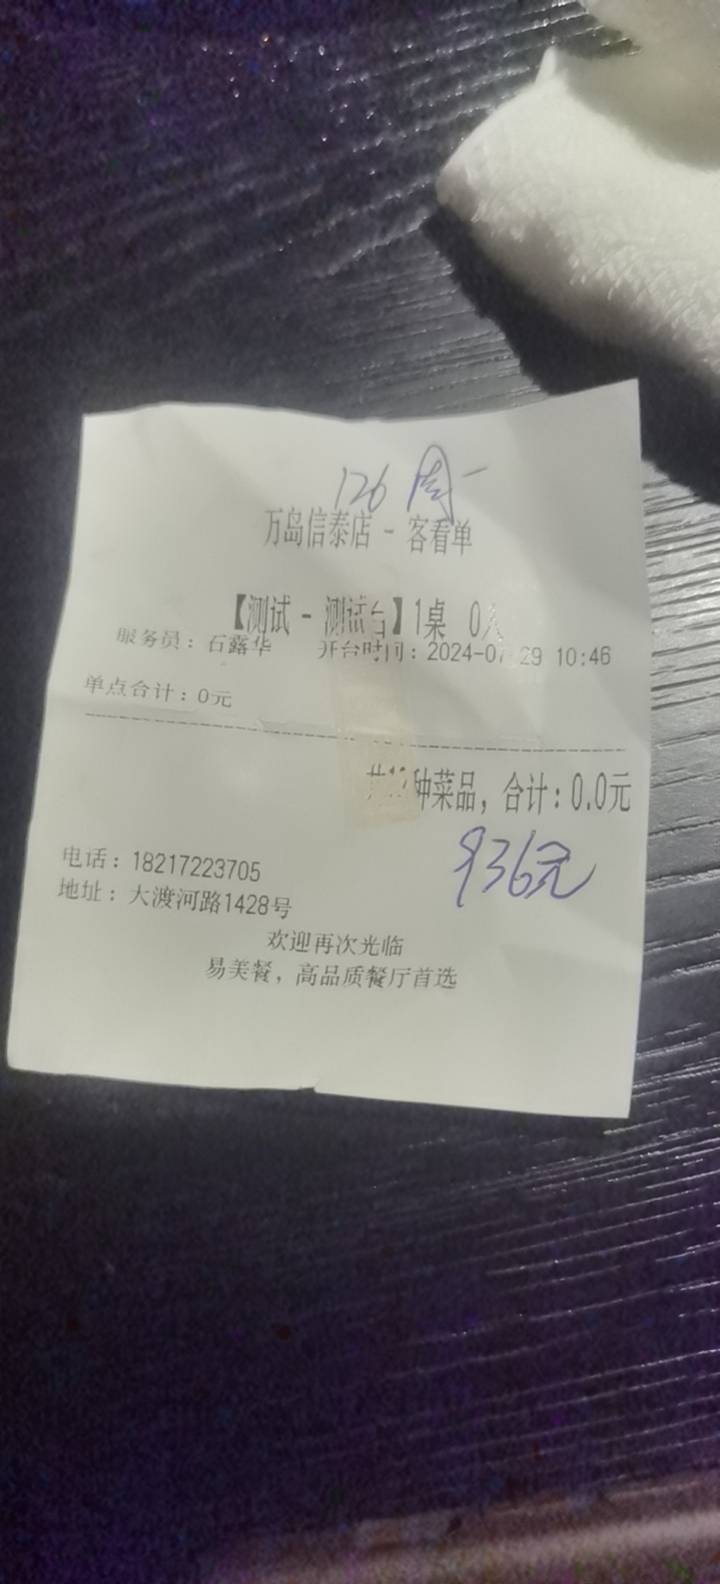 126 周一
万岛信泰店 - 客看单
【测试 - 测试台】1桌 0人
服务员：石露华 开台时间：2024-07-29 10:46
单点合计：0元
种菜品，合计：0.0元
936元
电话：18217223705
地址：大渡河路1428号
欢迎再次光临
易美餐，高品质餐厅首选